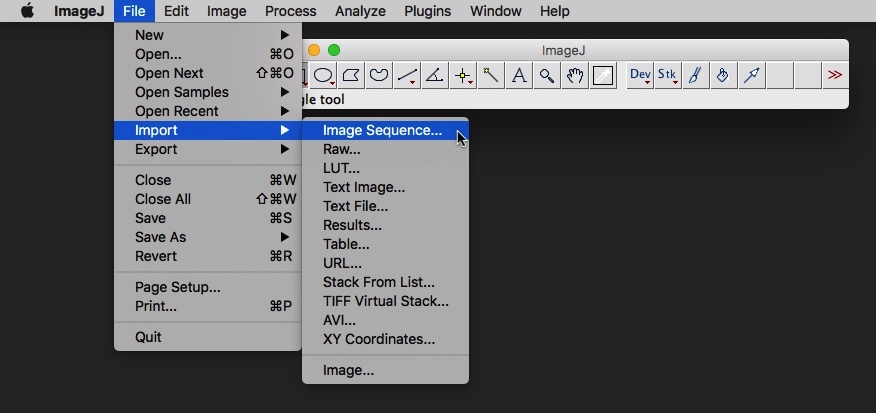 ImageJ File Edit Image Process Analyze Plugins Window Help
New
Open... ⌘O
Open Next ⇧⌘O
Open Samples
Open Recent
Import
Export
Close ⌘W
Close All ⇧⌘W
Save ⌘S
Save As
Revert ⌘R
Page Setup...
Print... ⌘P
Quit
Image Sequence...
Raw...
LUT...
Text Image...
Text File...
Results...
Table...
URL...
Stack From List...
TIFF Virtual Stack...
AVI...
XY Coordinates...
Image...
ImageJ
A Dev Stk >>
gle tool